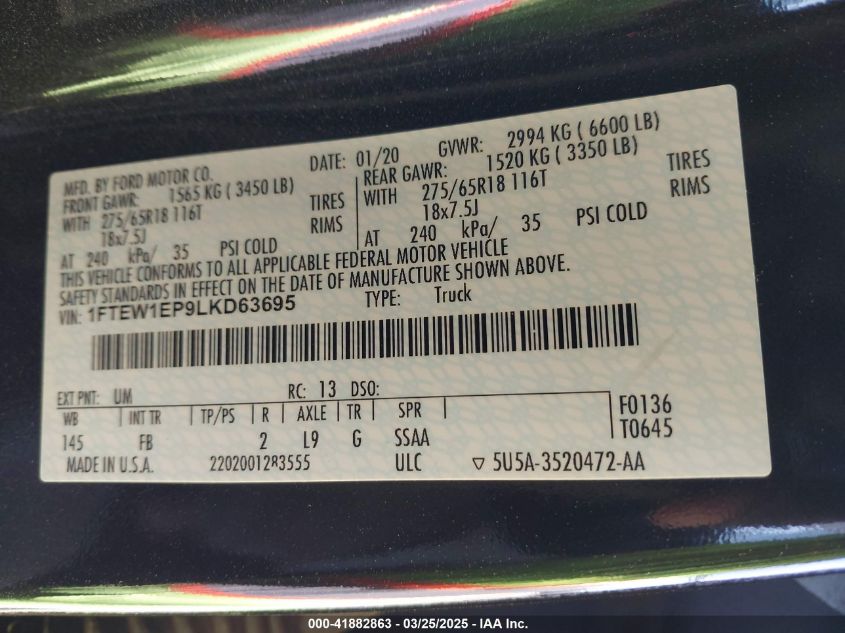 MFD. BY FORD MOTOR CO. DATE: 01/20 GVWR: 2994 KG ( 6600 LB)
FRONT GAWR: 1565 KG ( 3450 LB) REAR GAWR: 1520 KG ( 3350 LB)
WITH 275/65R18 116T TIRES WITH 275/65R18 116T TIRES
18x7.5J RIMS 18x7.5J RIMS
AT 240 kPa/ 35 PSI COLD AT 240 kPa/ 35 PSI COLD
THIS VEHICLE CONFORMS TO ALL APPLICABLE FEDERAL MOTOR VEHICLE
SAFETY STANDARDS IN EFFECT ON THE DATE OF MANUFACTURE SHOWN ABOVE.
VIN: 1FTEW1EP9LKD63695 TYPE: Truck
EXT PNT: UM RC: 13 DSO:
WB INT TR TP/PS R AXLE TR SPR F0136
145 FB 2 L9 G SSAA T0645
MADE IN U.S.A. 2202001283555 ULC ▽ 5U5A-3520472-AA
000-41882863 - 03/25/2025 - IAA Inc.